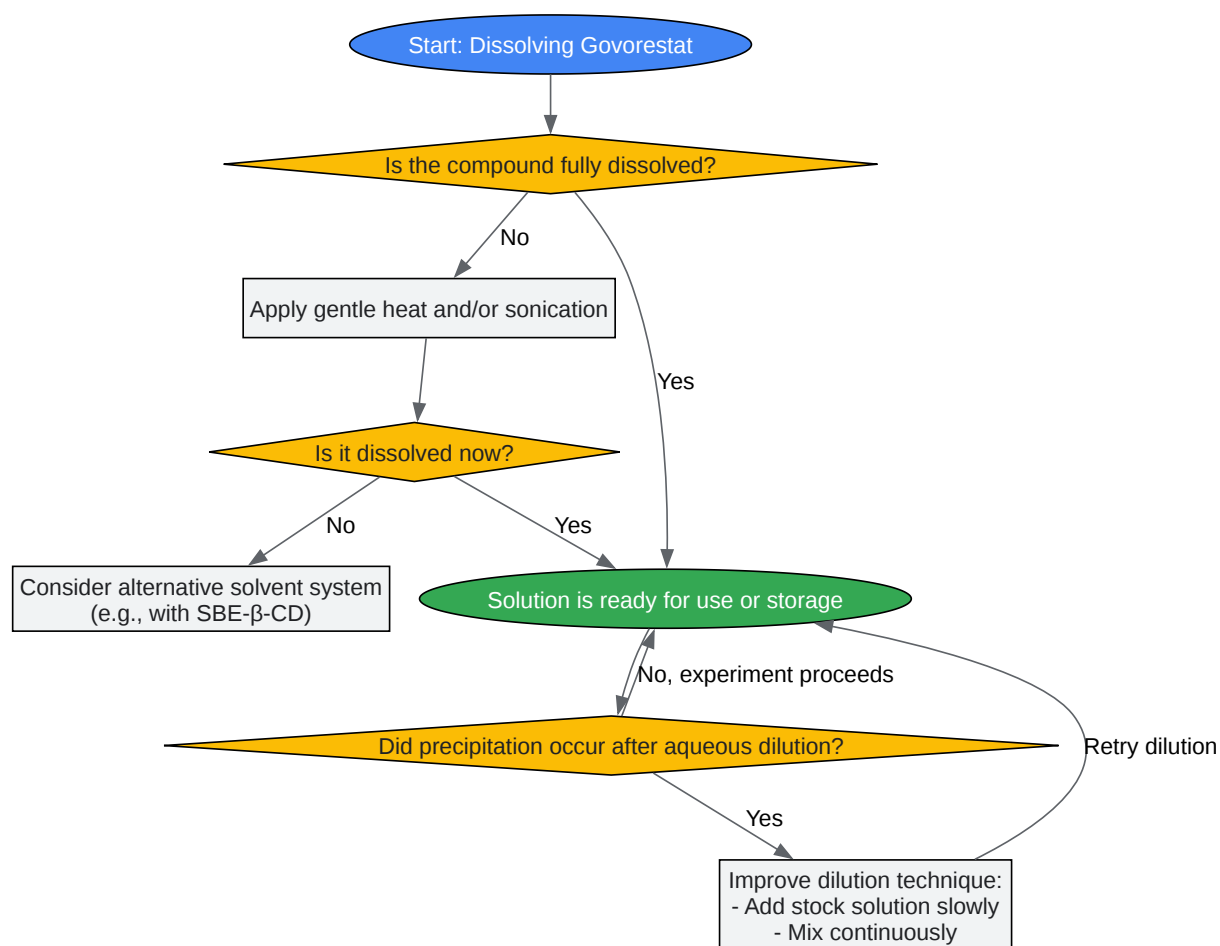 Start: Dissolving Govorestat
Is the compound fully dissolved?
No
Apply gentle heat and/or sonication
Yes
Is it dissolved now?
No
Yes
Consider alternative solvent system
(e.g., with SBE-β-CD)
Solution is ready for use or storage
No, experiment proceeds
Did precipitation occur after aqueous dilution?
Retry dilution
Yes
Improve dilution technique:
- Add stock solution slowly
- Mix continuously